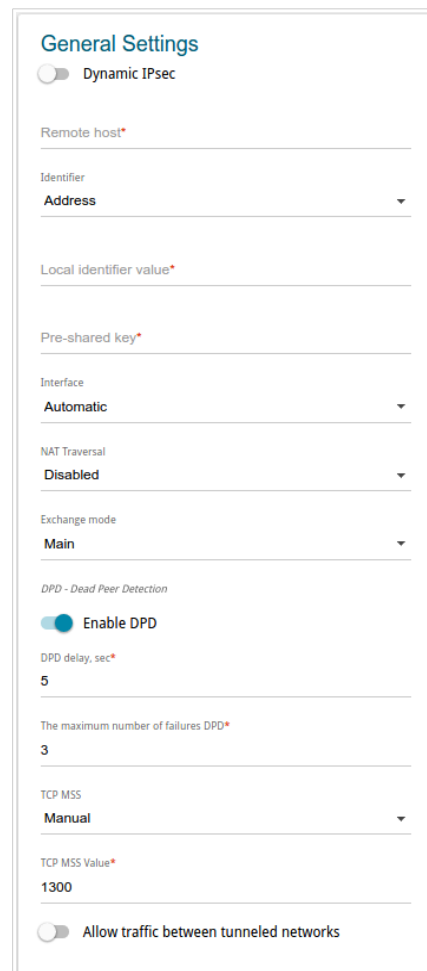 General Settings
Dynamic IPsec
Remote host*
Identifier
Address
Local identifier value*
Pre-shared key*
Interface
Automatic
NAT Traversal
Disabled
Exchange mode
Main
DPD - Dead Peer Detection
Enable DPD
DPD delay, sec*
5
The maximum number of failures DPD*
3
TCP MSS
Manual
TCP MSS Value*
1300
Allow traffic between tunneled networks